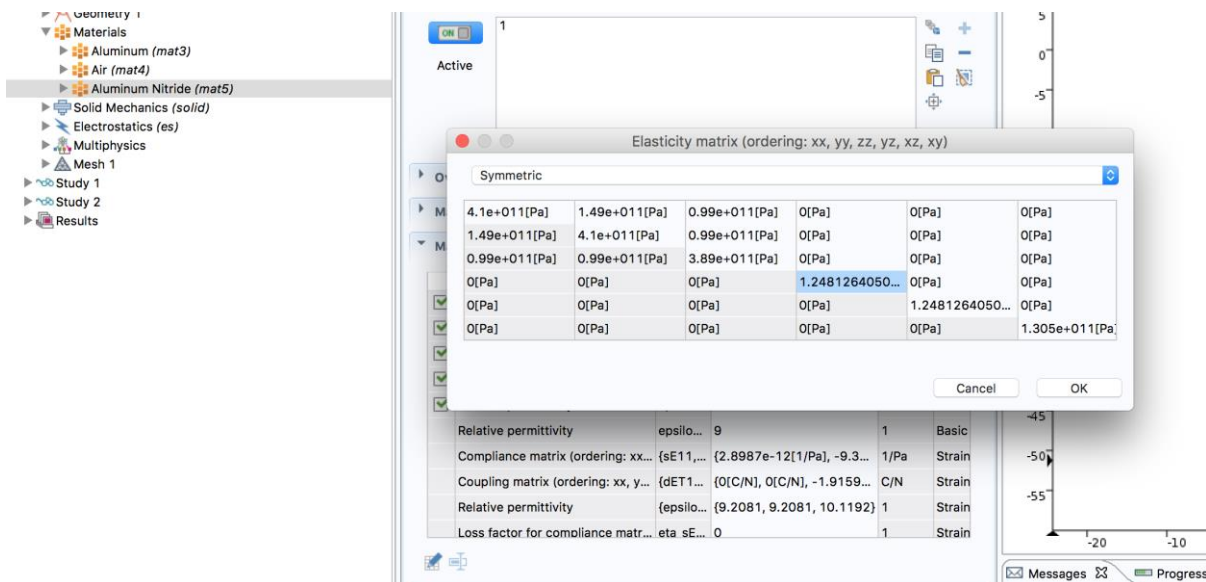 Geometry 1
Materials
Aluminum (mat3)
Air (mat4)
Aluminum Nitride (mat5)
Solid Mechanics (solid)
Electrostatics (es)
Multiphysics
Mesh 1
Study 1
Study 2
Results
ON
Active
1
5
0
-5
Elasticity matrix (ordering: xx, yy, zz, yz, xz, xy)
Symmetric
4.1e+011[Pa] 1.49e+011[Pa] 0.99e+011[Pa] 0[Pa] 0[Pa] 0[Pa]
1.49e+011[Pa] 4.1e+011[Pa] 0.99e+011[Pa] 0[Pa] 0[Pa] 0[Pa]
0.99e+011[Pa] 0.99e+011[Pa] 3.89e+011[Pa] 0[Pa] 0[Pa] 0[Pa]
0[Pa] 0[Pa] 0[Pa] 1.2481264050... 0[Pa] 0[Pa]
0[Pa] 0[Pa] 0[Pa] 0[Pa] 1.2481264050... 0[Pa]
0[Pa] 0[Pa] 0[Pa] 0[Pa] 0[Pa] 1.305e+011[Pa]
Cancel OK
Relative permittivity epsilo... 9 1 Basic
Compliance matrix (ordering: xx... {sE11,... {2.8987e-12[1/Pa], -9.3... 1/Pa Strain
Coupling matrix (ordering: xx, y... {dET1... {0[C/N], 0[C/N], -1.9159... C/N Strain
Relative permittivity {epsilo... {9.2081, 9.2081, 10.1192} 1 Strain
Loss factor for compliance matr... eta_sE... 0 1 Strain
-45
-50
-55
-20 -10
Messages Progress